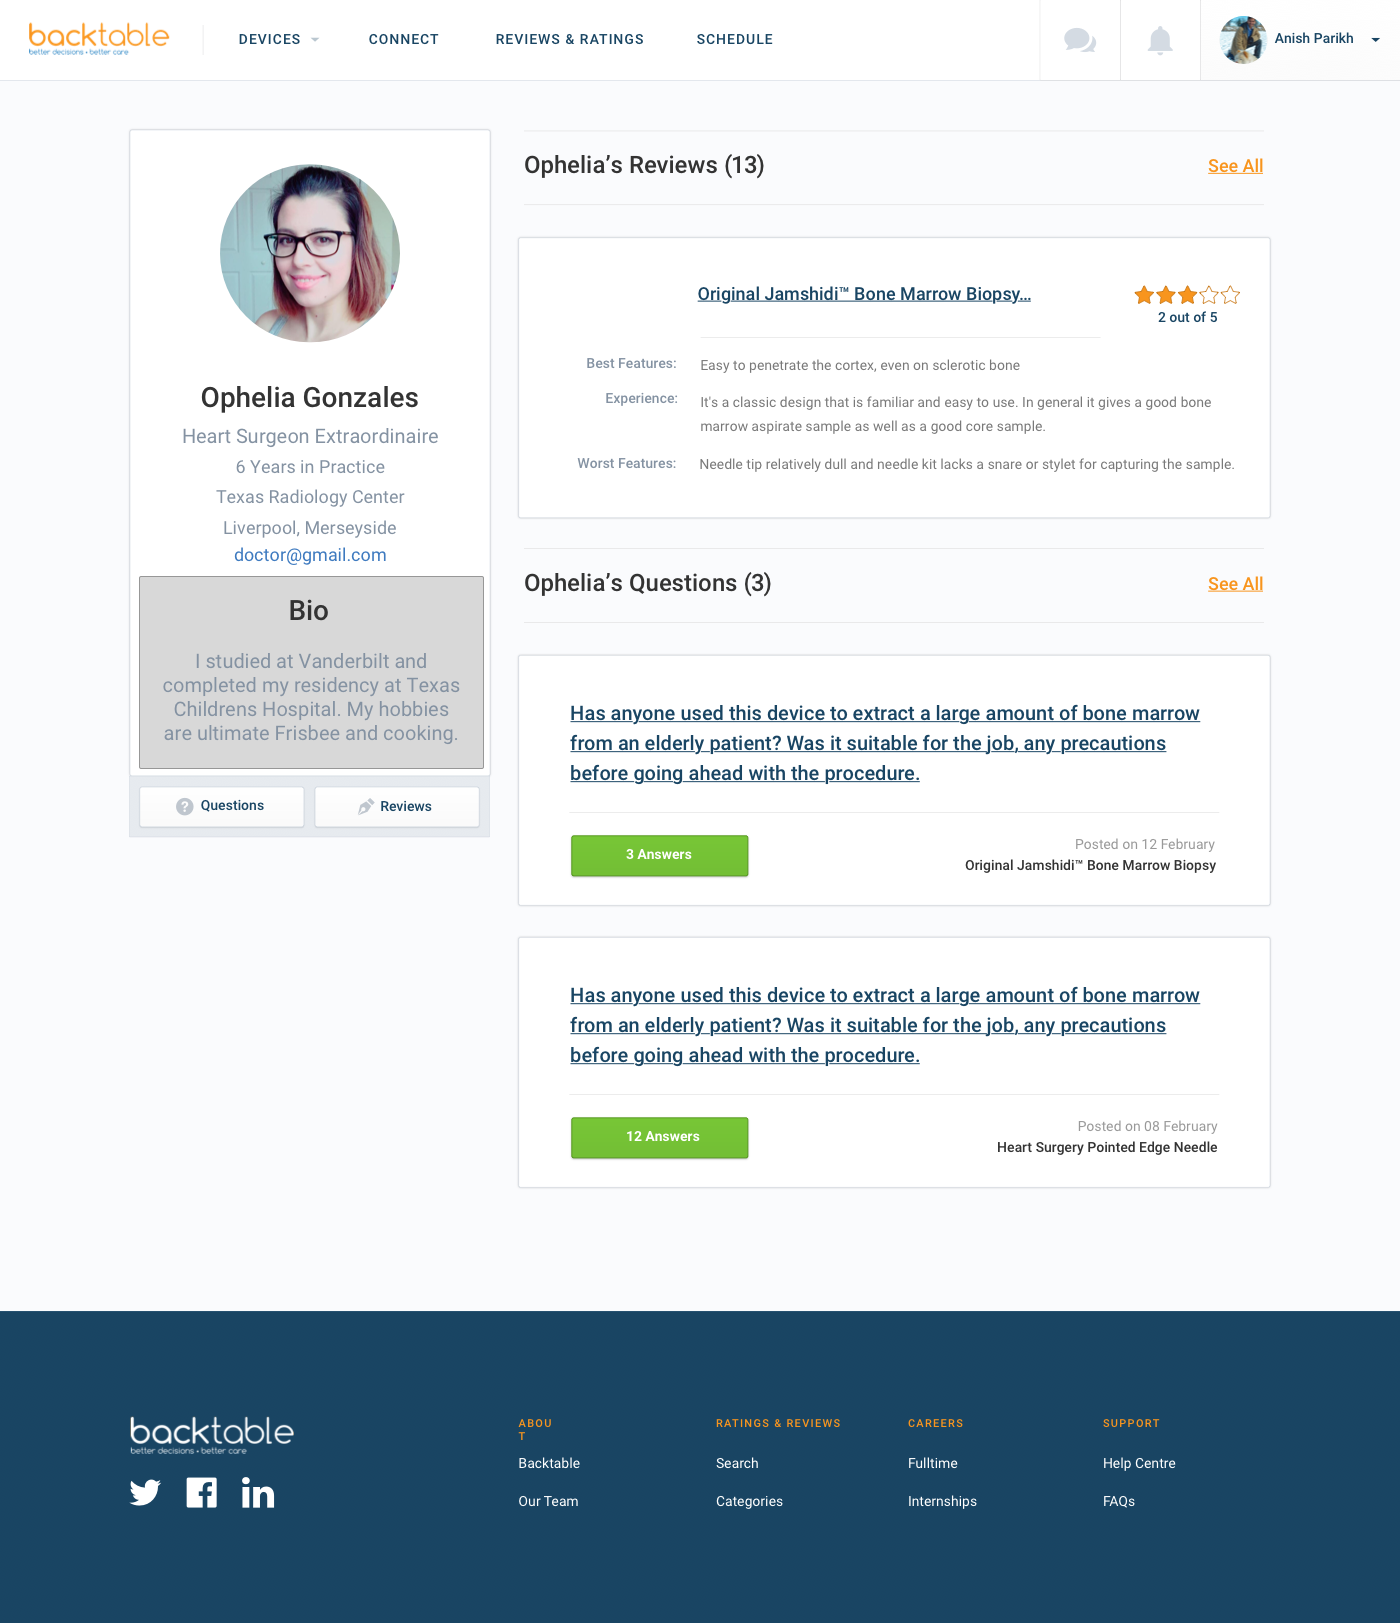 backtable
better decisions • better care
DEVICES
CONNECT
REVIEWS & RATINGS
SCHEDULE
Anish Parikh
Ophelia Gonzales
Heart Surgeon Extraordinaire
6 Years in Practice
Texas Radiology Center
Liverpool, Merseyside
doctor@gmail.com
Bio
I studied at Vanderbilt and
completed my residency at Texas
Childrens Hospital. My hobbies
are ultimate Frisbee and cooking.
Questions
Reviews
Ophelia’s Reviews (13)
See All
Original Jamshidi™ Bone Marrow Biopsy...
2 out of 5
Best Features:
Easy to penetrate the cortex, even on sclerotic bone
Experience:
It's a classic design that is familiar and easy to use. In general it gives a good bone
marrow aspirate sample as well as a good core sample.
Worst Features:
Needle tip relatively dull and needle kit lacks a snare or stylet for capturing the sample.
Ophelia’s Questions (3)
See All
Has anyone used this device to extract a large amount of bone marrow
from an elderly patient? Was it suitable for the job, any precautions
before going ahead with the procedure.
3 Answers
Posted on 12 February
Original Jamshidi™ Bone Marrow Biopsy
Has anyone used this device to extract a large amount of bone marrow
from an elderly patient? Was it suitable for the job, any precautions
before going ahead with the procedure.
12 Answers
Posted on 08 February
Heart Surgery Pointed Edge Needle
backtable
better decisions • better care
ABOU
T
Backtable
Our Team
RATINGS & REVIEWS
Search
Categories
CAREERS
Fulltime
Internships
SUPPORT
Help Centre
FAQs